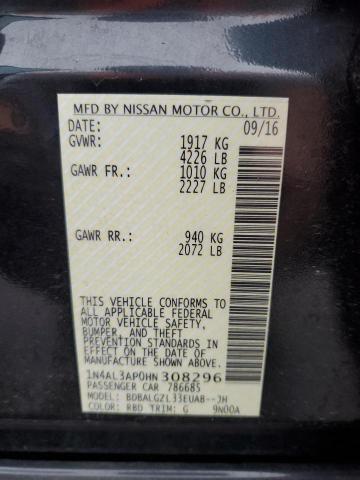 MFD BY NISSAN MOTOR CO., LTD.
DATE: 09/16
GVWR: 1917 KG
4226 LB
GAWR FR.: 1010 KG
2227 LB
GAWR RR.: 940 KG
2072 LB
THIS VEHICLE CONFORMS TO
ALL APPLICABLE FEDERAL
MOTOR VEHICLE SAFETY,
BUMPER, AND THEFT
PREVENTION STANDARDS IN
EFFECT ON THE DATE OF
MANUFACTURE SHOWN ABOVE.
1N4AL3AP0HN308296
PASSENGER CAR 786685
MODEL: BDBALGZL33EUAB--JH
COLOR: RBD TRIM: G 9N00A